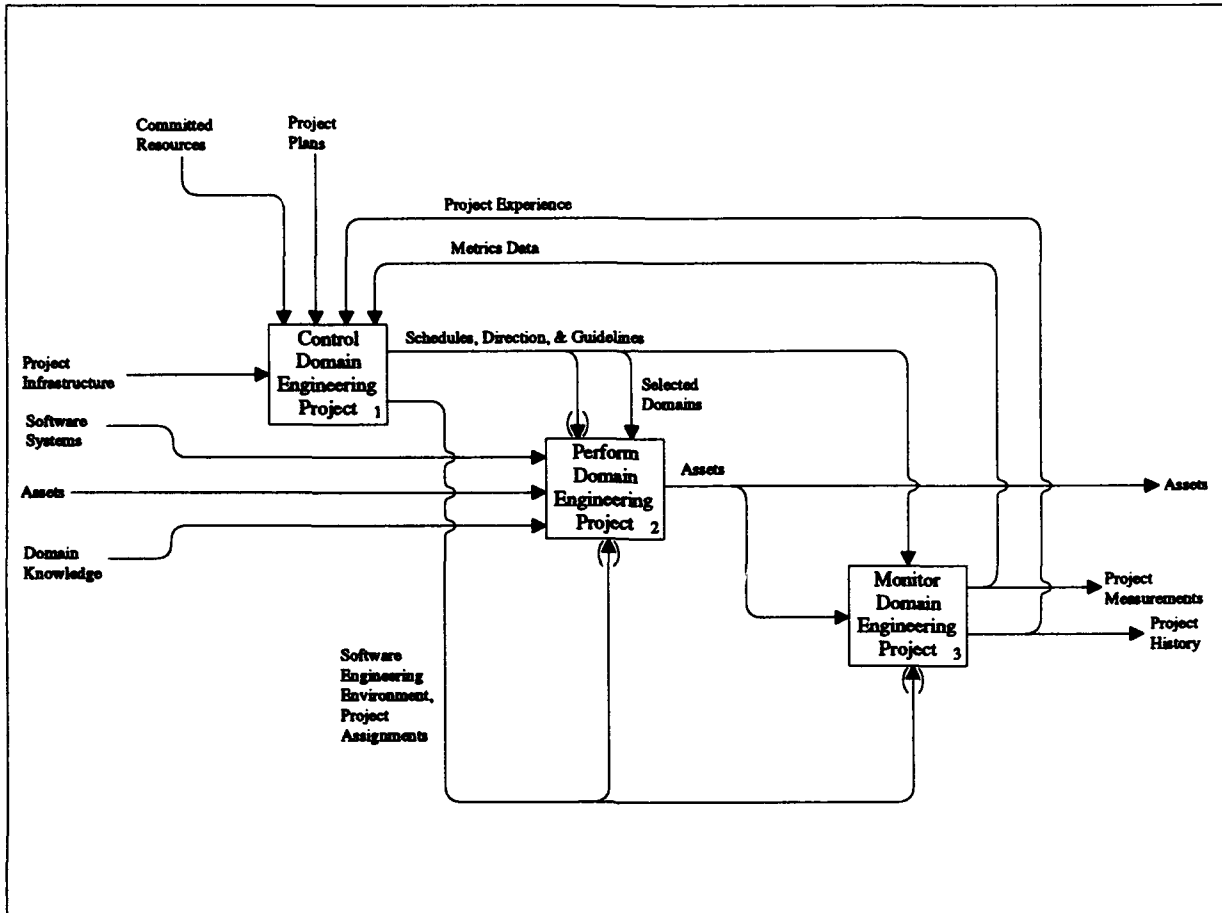 Committed
Resources
Project
Plans
Project Experience
Metrics Data
Control
Domain
Engineering
Project 1
Schedules, Direction, & Guidelines
Project
Infrastructure
Selected
Domains
Software
Systems
Perform
Domain
Engineering
Project 2
Assets
Assets
Assets
Domain
Knowledge
Monitor
Domain
Engineering
Project 3
Project
Measurements
Project
History
Software
Engineering
Environment,
Project
Assignments